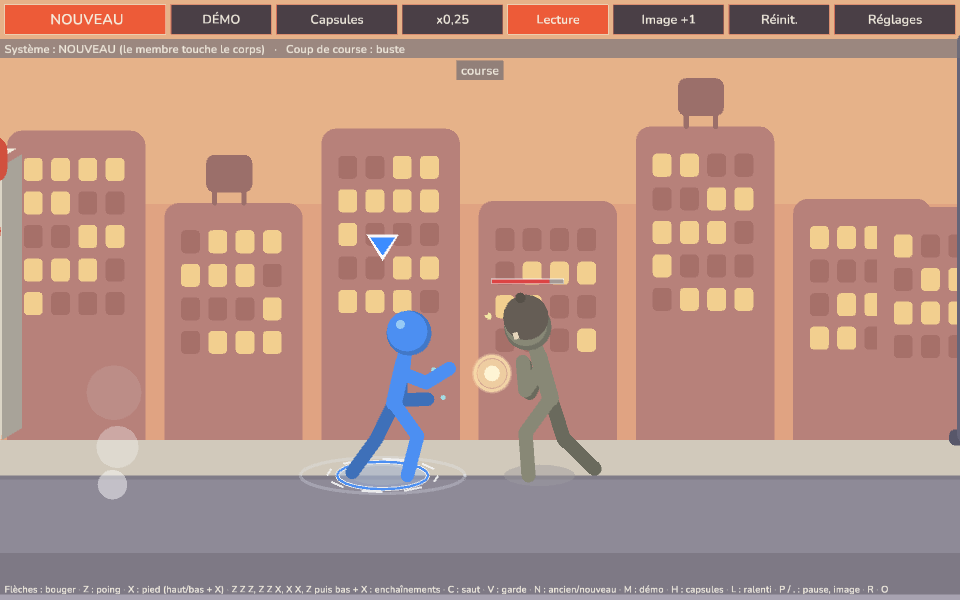 NOUVEAU DÉMO Capsules x0,25 Lecture Image +1 Réinit. Réglages
Système : NOUVEAU (le membre touche le corps) · Coup de course : buste
course
Flèches : bouger · Z : poing · X : pied (haut/bas + X) · Z Z Z, Z Z X, X X, Z puis bas + X : enchaînements · C : saut · V : garde · N : ancien/nouveau · M : démo · H : capsules · L : ralenti · P / . : pause, image · R · O